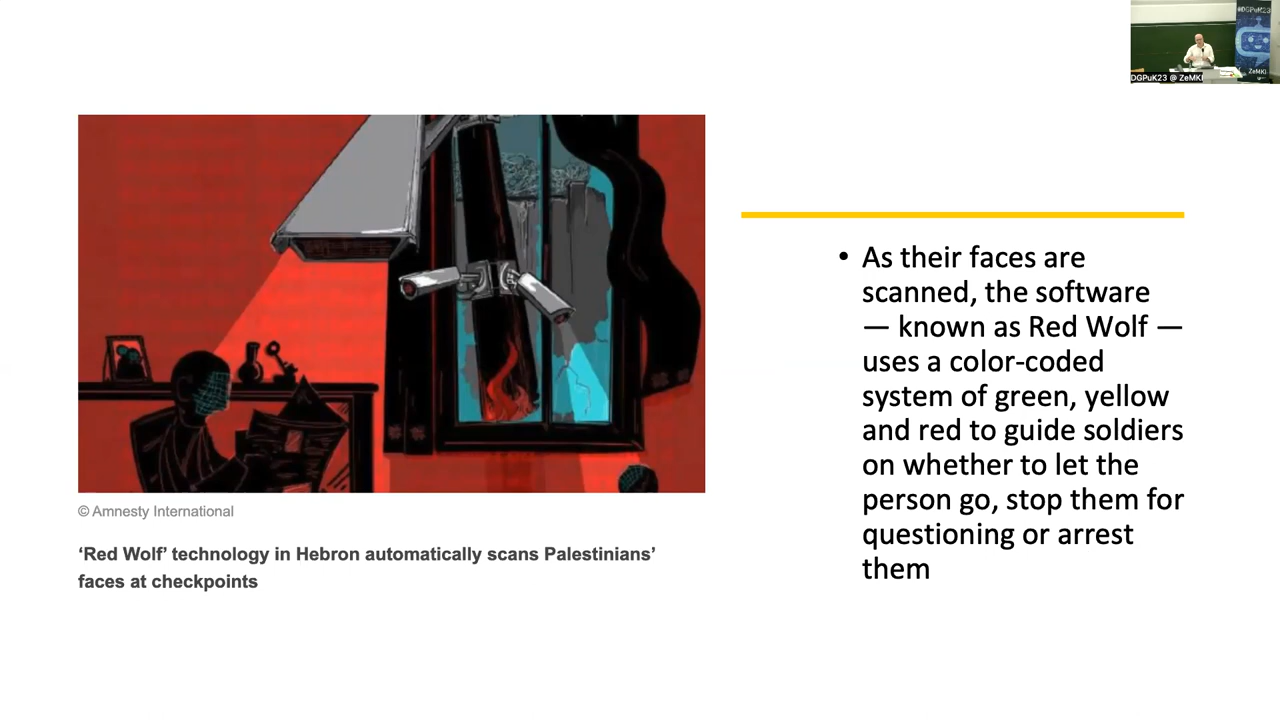 #DGPuK23
ZeMKI
DGPuK23 @ ZeMKI
© Amnesty International
‘Red Wolf’ technology in Hebron automatically scans Palestinians’
faces at checkpoints
• As their faces are
scanned, the software
— known as Red Wolf —
uses a color-coded
system of green, yellow
and red to guide soldiers
on whether to let the
person go, stop them for
questioning or arrest
them